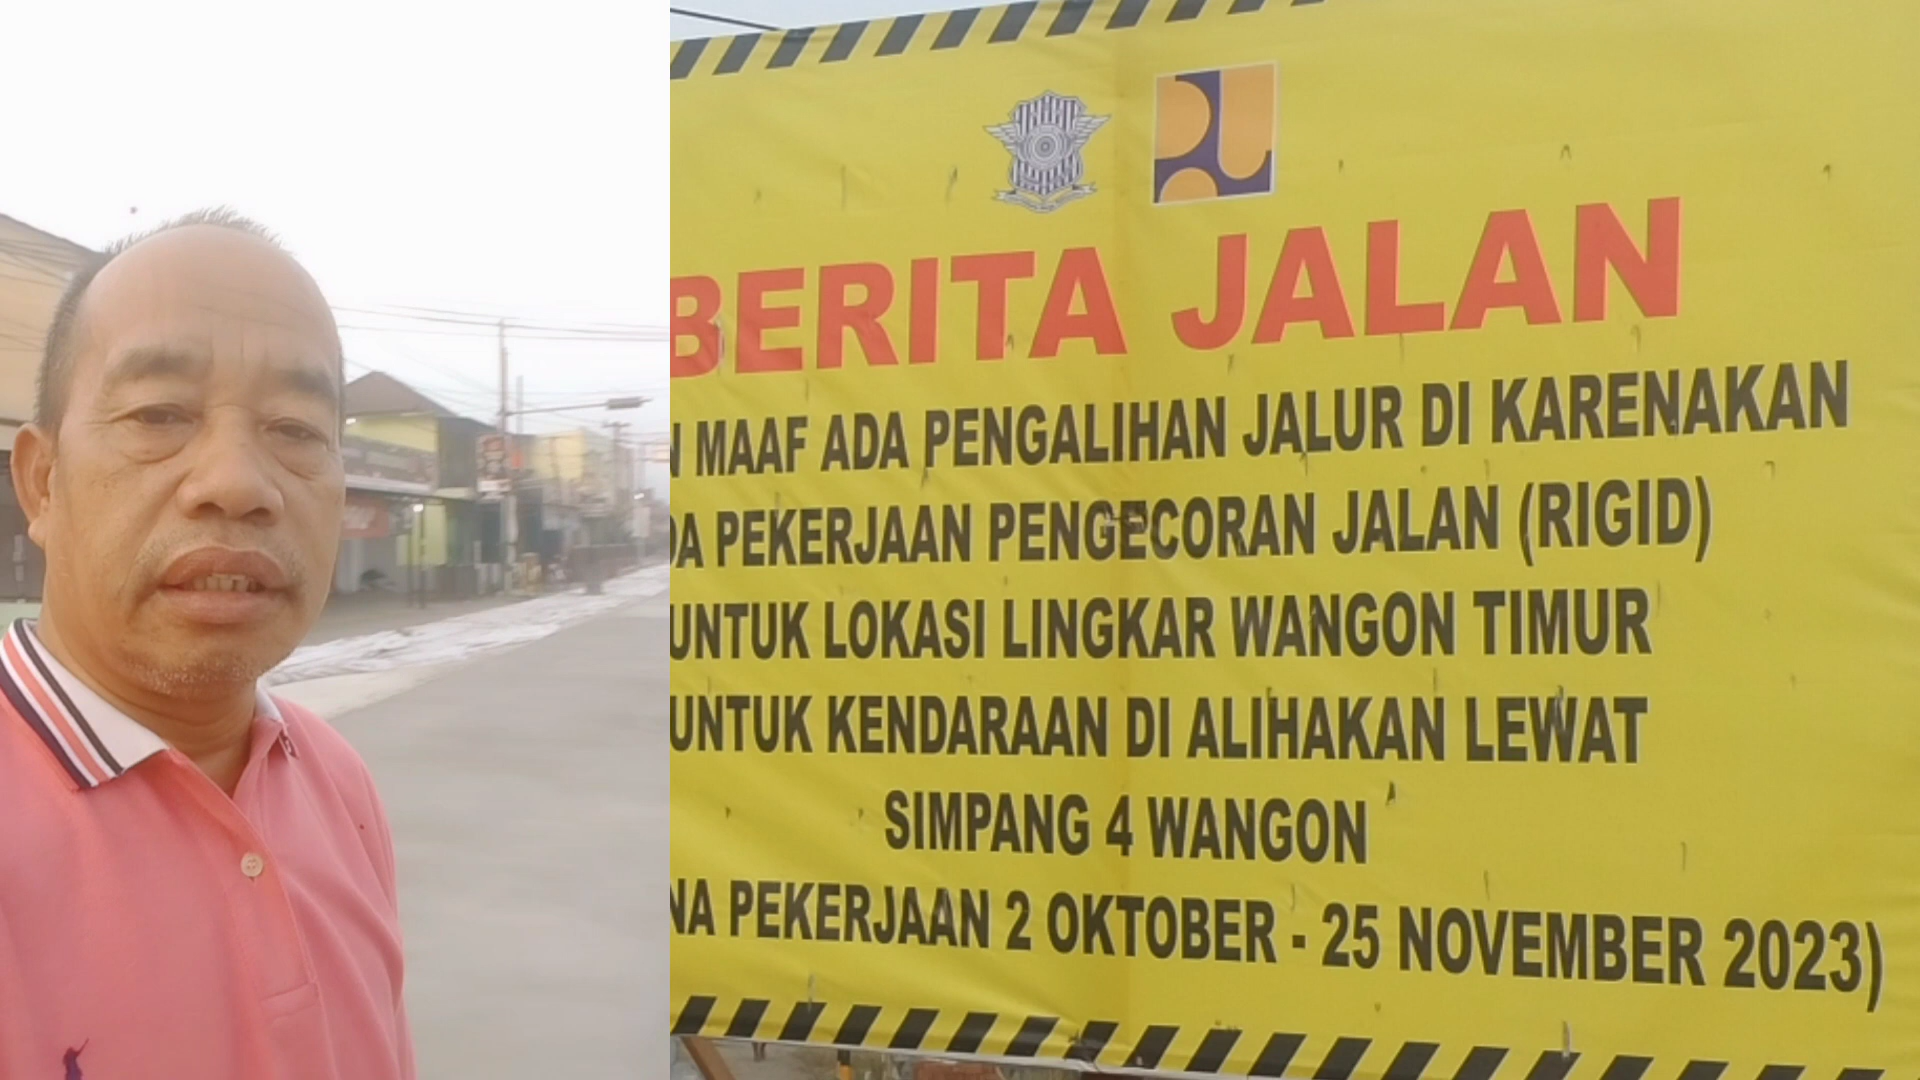 BERITA JALAN
MAAF ADA PENGALIHAN JALUR DI KARENAKAN
PEKERJAAN PENGECORAN JALAN (RIGID)
UNTUK LOKASI LINGKAR WANGON TIMUR
UNTUK KENDARAAN DI ALIHAKAN LEWAT
SIMPANG 4 WANGON
PEKERJAAN 2 OKTOBER - 25 NOVEMBER 2023)